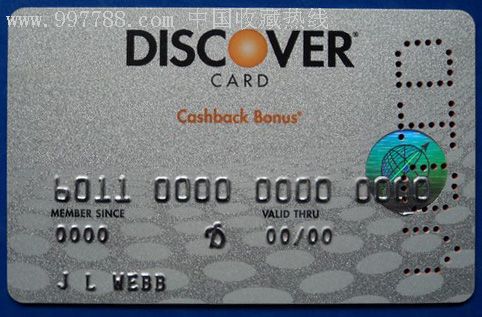 www.997788.com 中国收藏热线
DISCOVER®
CARD
Cashback Bonus®
6011 0000 0000 0000
MEMBER SINCE VALID THRU
0000 D 00/00
J L WEBB